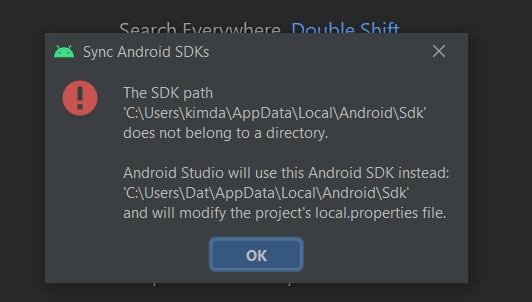 Search Everywhere Double Shift
Sync Android SDKs
The SDK path
'C:\Users\kimda\AppData\Local\Android\Sdk'
does not belong to a directory.
Android Studio will use this Android SDK instead:
'C:\Users\Dat\AppData\Local\Android\Sdk'
and will modify the project's local.properties file.
OK